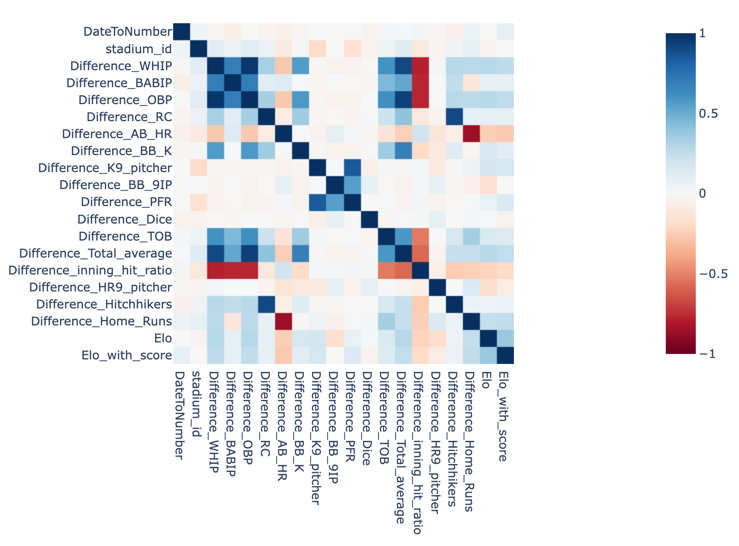 DateToNumber
stadium_id
Difference_WHIP
Difference_BABIP
Difference_OBP
Difference_RC
Difference_AB_HR
Difference_BB_K
Difference_K9_pitcher
Difference_BB_9IP
Difference_PFR
Difference_Dice
Difference_TOB
Difference_Total_average
Difference_inning_hit_ratio
Difference_HR9_pitcher
Difference_Hitchhikers
Difference_Home_Runs
Elo
Elo_with_score
DateToNumber
stadium_id
Difference_WHIP
Difference_BABIP
Difference_OBP
Difference_RC
Difference_AB_HR
Difference_BB_K
Difference_K9_pitcher
Difference_BB_9IP
Difference_PFR
Difference_Dice
Difference_TOB
Difference_Total_average
Difference_inning_hit_ratio
Difference_HR9_pitcher
Difference_Hitchhikers
Difference_Home_Runs
Elo
Elo_with_score
1
0.5
0
−0.5
−1